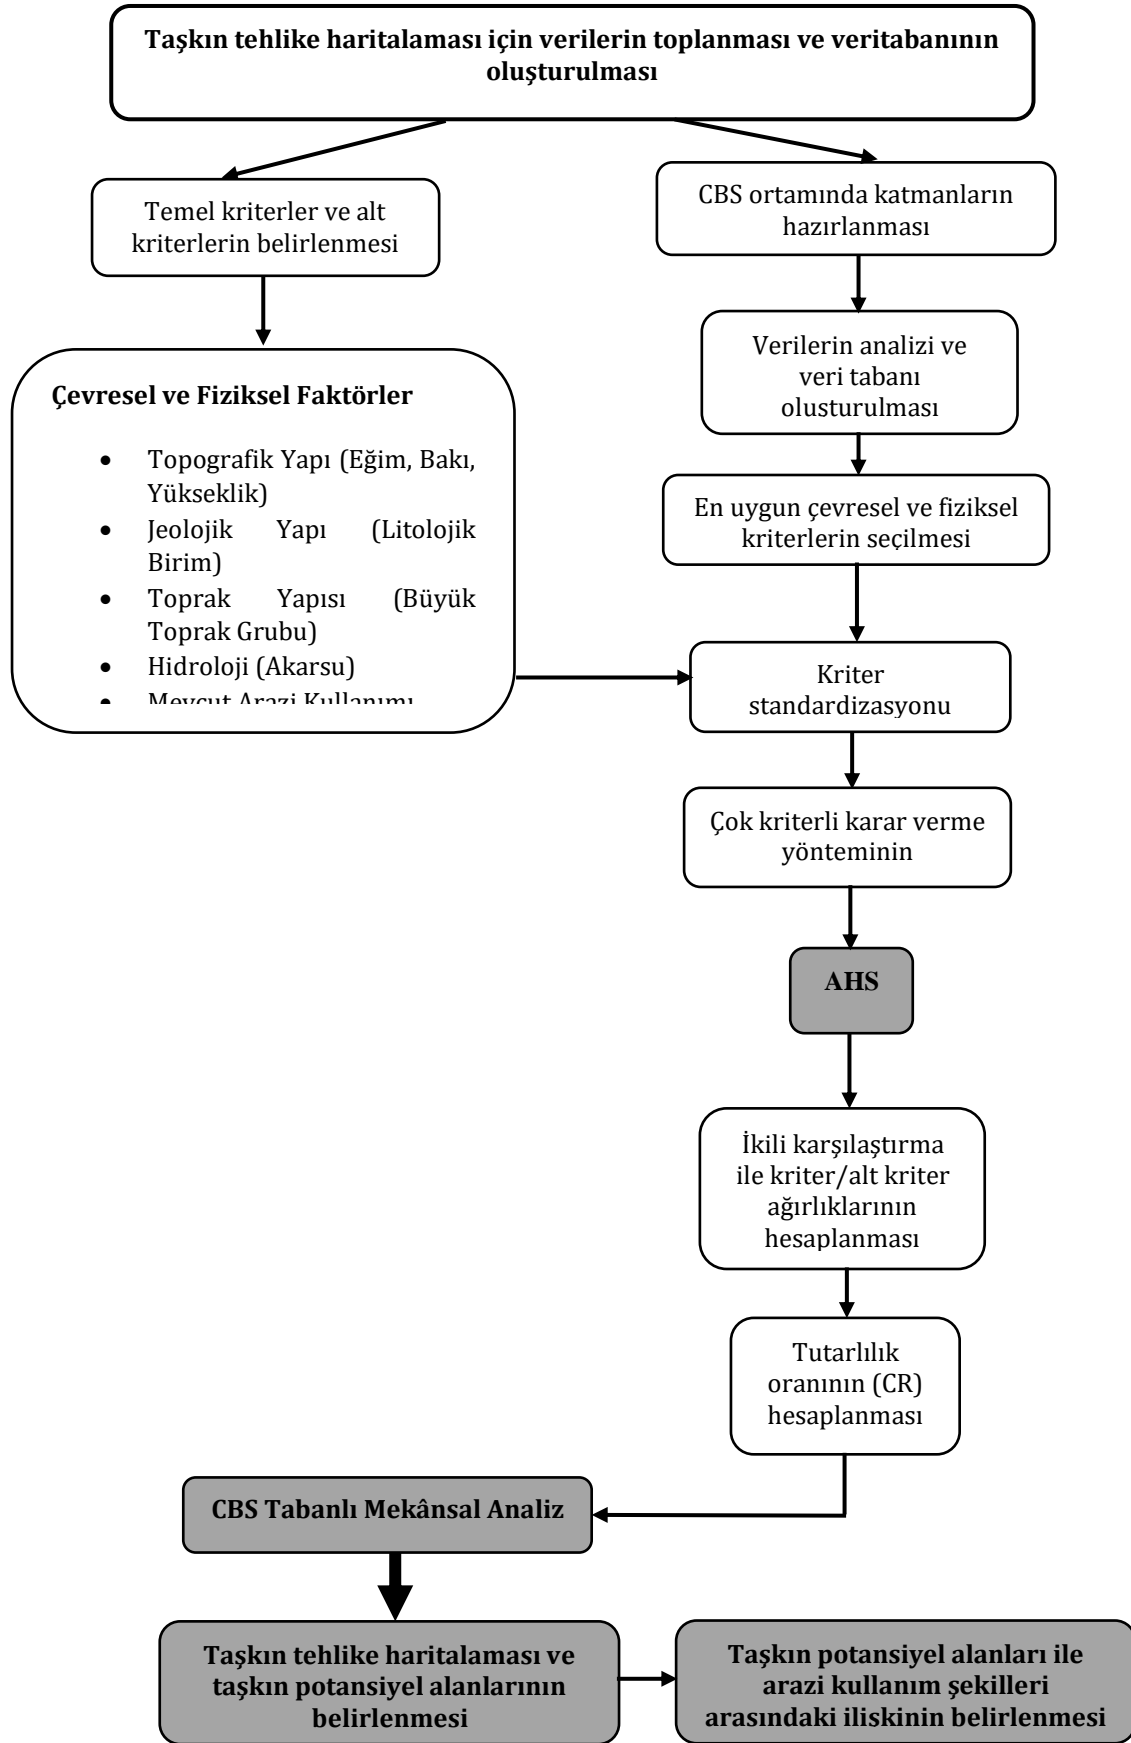 Taşkın tehlike haritalaması için verilerin toplanması ve veritabanının
oluşturulması
Temel kriterler ve alt
kriterlerin belirlenmesi
CBS ortamında katmanların
hazırlanması
Çevresel ve Fiziksel Faktörler
• Topografik Yapı (Eğim, Bakı,
Yükseklik)
• Jeolojik Yapı (Litolojik
Birim)
• Toprak Yapısı (Büyük
Toprak Grubu)
• Hidroloji (Akarsu)
• Mevcut Arazi Kullanımı
Verilerin analizi ve
veri tabanı
olusturulması
En uygun çevresel ve fiziksel
kriterlerin seçilmesi
Kriter
standardizasyonu
Çok kriterli karar verme
yönteminin
AHS
İkili karşılaştırma
ile kriter/alt kriter
ağırlıklarının
hesaplanması
Tutarlılık
oranının (CR)
hesaplanması
CBS Tabanlı Mekânsal Analiz
Taşkın tehlike haritalaması ve
taşkın potansiyel alanlarının
belirlenmesi
Taşkın potansiyel alanları ile
arazi kullanım şekilleri
arasındaki iliskinin belirlenmesi